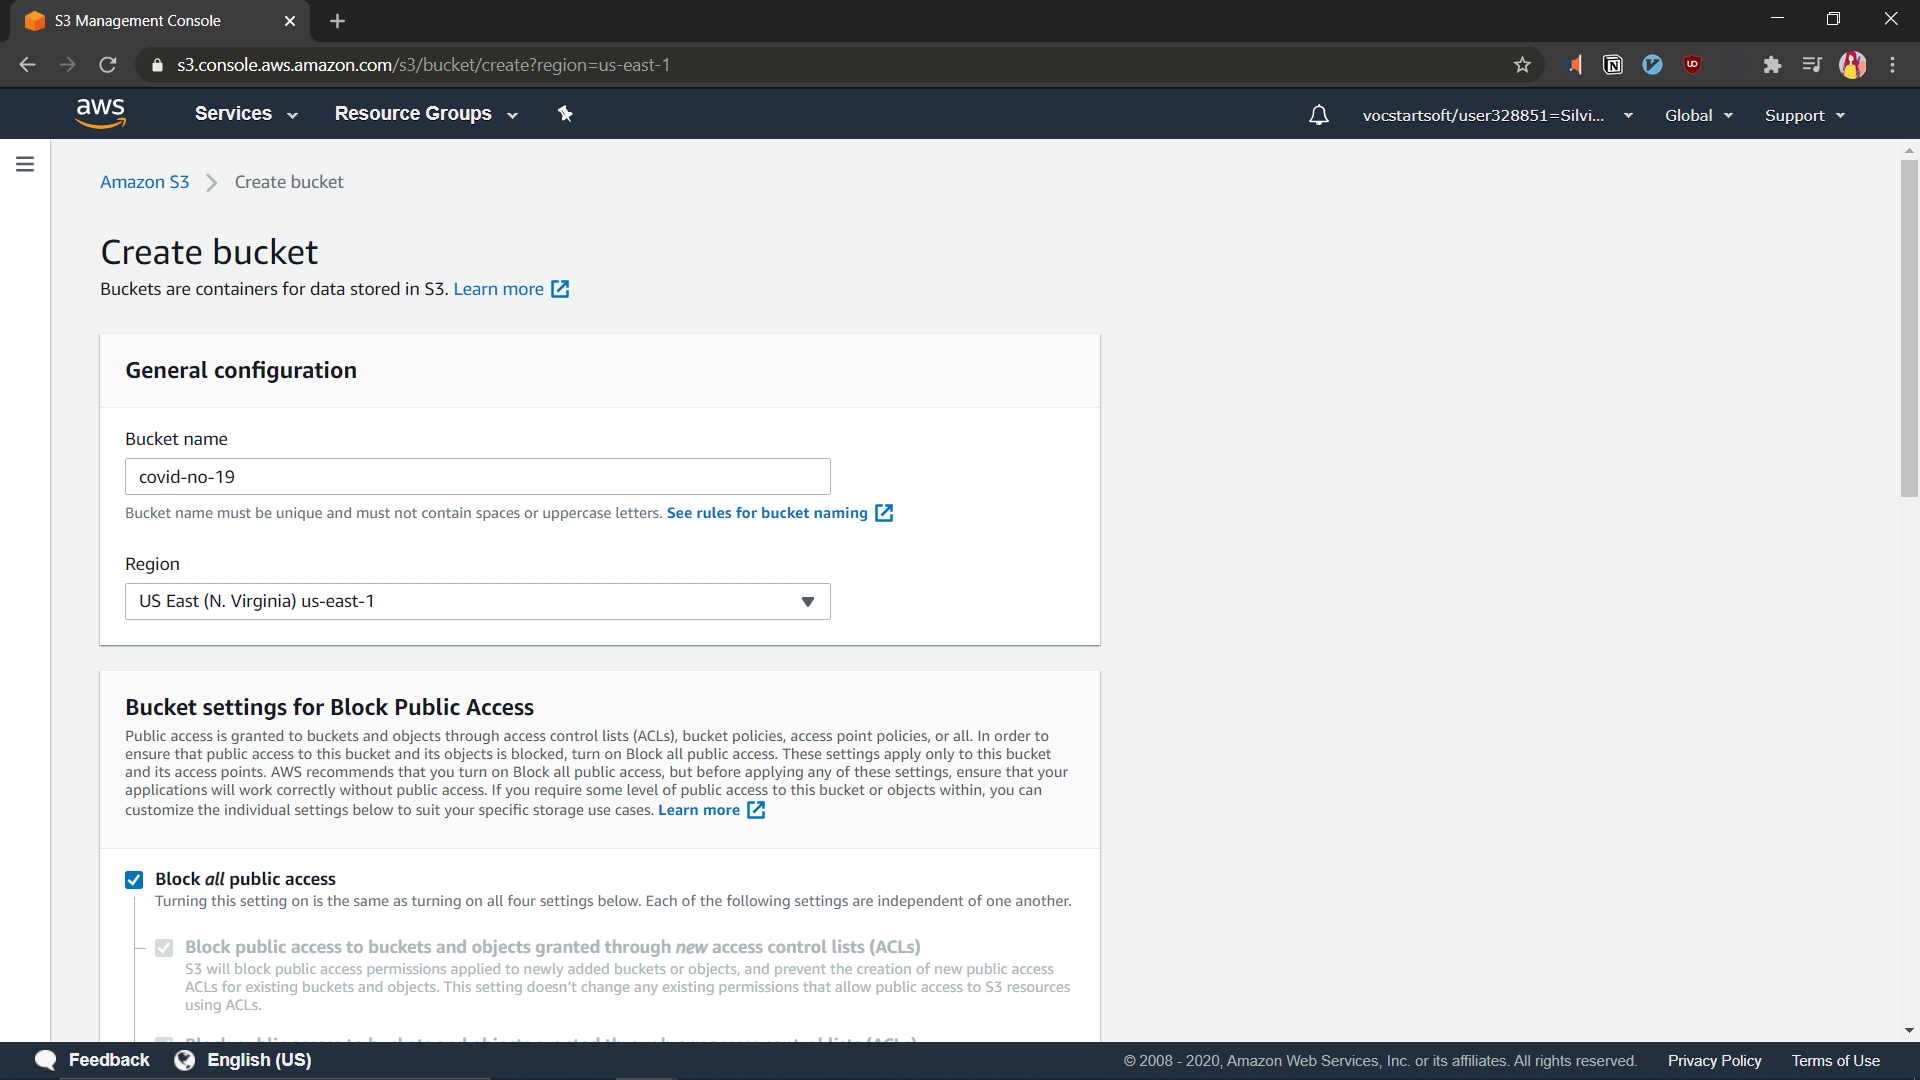 S3 Management Console
s3.console.aws.amazon.com/s3/bucket/create?region=us-east-1
aws
Services
Resource Groups
vocstartsoft/user328851=Silvi...
Global
Support
Amazon S3
Create bucket
Create bucket
Buckets are containers for data stored in S3. Learn more
General configuration
Bucket name
covid-no-19
Bucket name must be unique and must not contain spaces or uppercase letters. See rules for bucket naming
Region
US East (N. Virginia) us-east-1
Bucket settings for Block Public Access
Public access is granted to buckets and objects through access control lists (ACLs), bucket policies, access point policies, or all. In order to
ensure that public access to this bucket and its objects is blocked, turn on Block all public access. These settings apply only to this bucket
and its access points. AWS recommends that you turn on Block all public access, but before applying any of these settings, ensure that your
applications will work correctly without public access. If you require some level of public access to this bucket or objects within, you can
customize the individual settings below to suit your specific storage use cases. Learn more
Block all public access
Turning this setting on is the same as turning on all four settings below. Each of the following settings are independent of one another.
Block public access to buckets and objects granted through new access control lists (ACLs)
S3 will block public access permissions applied to newly added buckets or objects, and prevent the creation of new public access
ACLs for existing buckets and objects. This setting doesn't change any existing permissions that allow public access to S3 resources
using ACLs.
Feedback
English (US)
© 2008 - 2020, Amazon Web Services, Inc. or its affiliates. All rights reserved.
Privacy Policy
Terms of Use